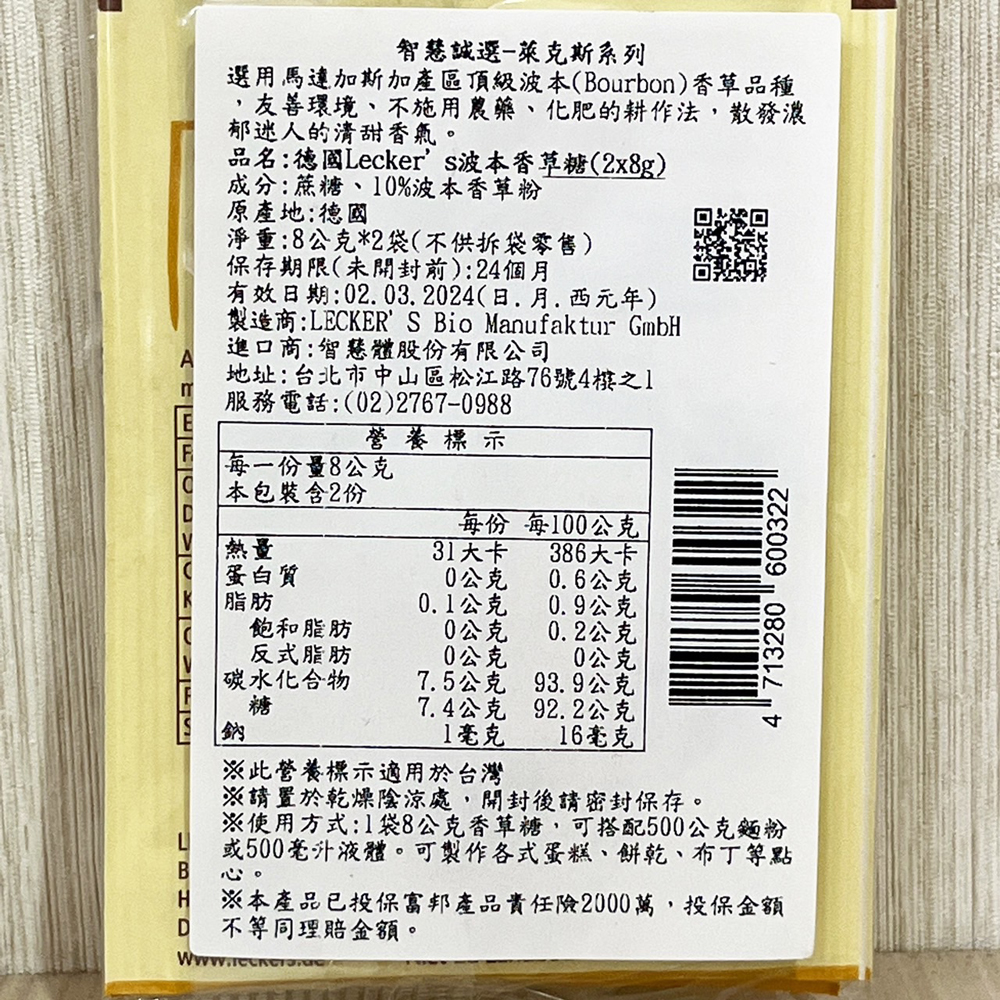 智慧誠選-萊克斯系列
選用馬達加斯加產區頂級波本(Bourbon)香草品種
，友善環境、不施用農藥、化肥的耕作法，散發濃
郁迷人的清甜香氣。
品名:德國Lecker’s波本香草糖(2x8g)
成分:蔗糖、10%波本香草粉
原產地:德國
淨重:8公克*2袋(不供拆袋零售)
保存期限(未開封前):24個月
有效日期:02.03.2024(日.月.西元年)
製造商:LECKER’S Bio Manufaktur GmbH
進口商:智慧體股份有限公司
地址:台北市中山區松江路76號4樓之1
服務電話:(02)2767-0988
營養標示
每一份量8公克
本包裝含2份
每份 每100公克
熱量 31大卡 386大卡
蛋白質 0公克 0.6公克
脂肪 0.1公克 0.9公克
飽和脂肪 0公克 0.2公克
反式脂肪 0公克 0公克
碳水化合物 7.5公克 93.9公克
糖 7.4公克 92.2公克
鈉 1毫克 16毫克
※此營養標示適用於台灣
※請置於乾燥陰涼處，開封後請密封保存。
※使用方式:1袋8公克香草糖，可搭配500公克麵粉
或500毫升液體。可製作各式蛋糕、餅乾、布丁等點
心。
※本產品已投保富邦產品責任險2000萬，投保金額
不等同理賠金額。
4 713280 600322
www.leckers.de